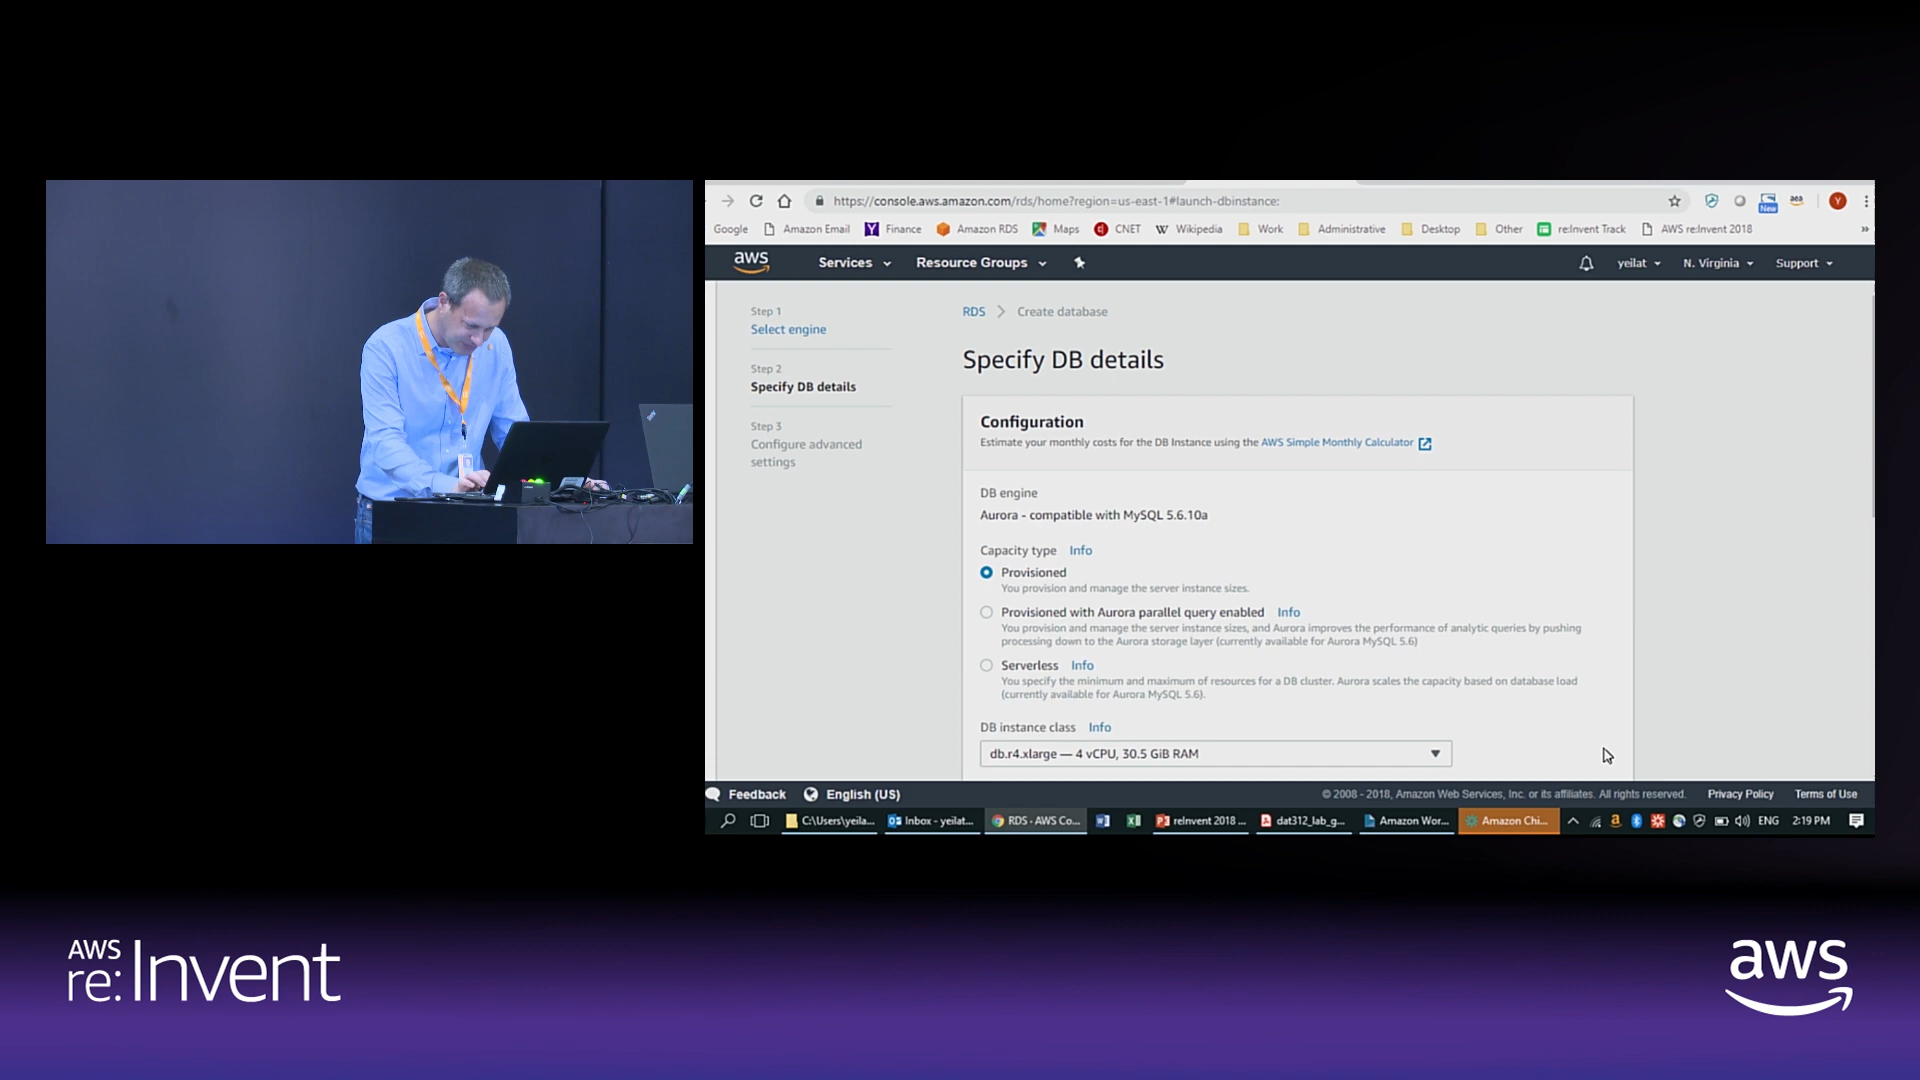 https://console.aws.amazon.com/rds/home?region=us-east-1#launch-dbinstance:
New
Y
Google Amazon Email Finance Amazon RDS Maps CNET Wikipedia Work Administrative Desktop Other re:Invent Track AWS re:Invent 2018 »
aws Services Resource Groups yeilat N. Virginia Support
Step 1
Select engine
Step 2
Specify DB details
Step 3
Configure advanced
settings
RDS > Create database
Specify DB details
Configuration
Estimate your monthly costs for the DB Instance using the AWS Simple Monthly Calculator
DB engine
Aurora - compatible with MySQL 5.6.10a
Capacity type Info
Provisioned
You provision and manage the server instance sizes.
Provisioned with Aurora parallel query enabled Info
You provision and manage the server instance sizes, and Aurora improves the performance of analytic queries by pushing
processing down to the Aurora storage layer (currently available for Aurora MySQL 5.6)
Serverless Info
You specify the minimum and maximum of resources for a DB cluster. Aurora scales the capacity based on database load
(currently available for Aurora MySQL 5.6).
DB instance class Info
db.r4.xlarge — 4 vCPU, 30.5 GiB RAM
Feedback English (US) © 2008 - 2018, Amazon Web Services, Inc. or its affiliates. All rights reserved. Privacy Policy Terms of Use
C:\Users\yeila... Inbox - yeilat... RDS - AWS Co... reInvent 2018 ... dat312_lab_g... Amazon Wor... Amazon Chi... ENG 2:19 PM
AWS
re:Invent
aws